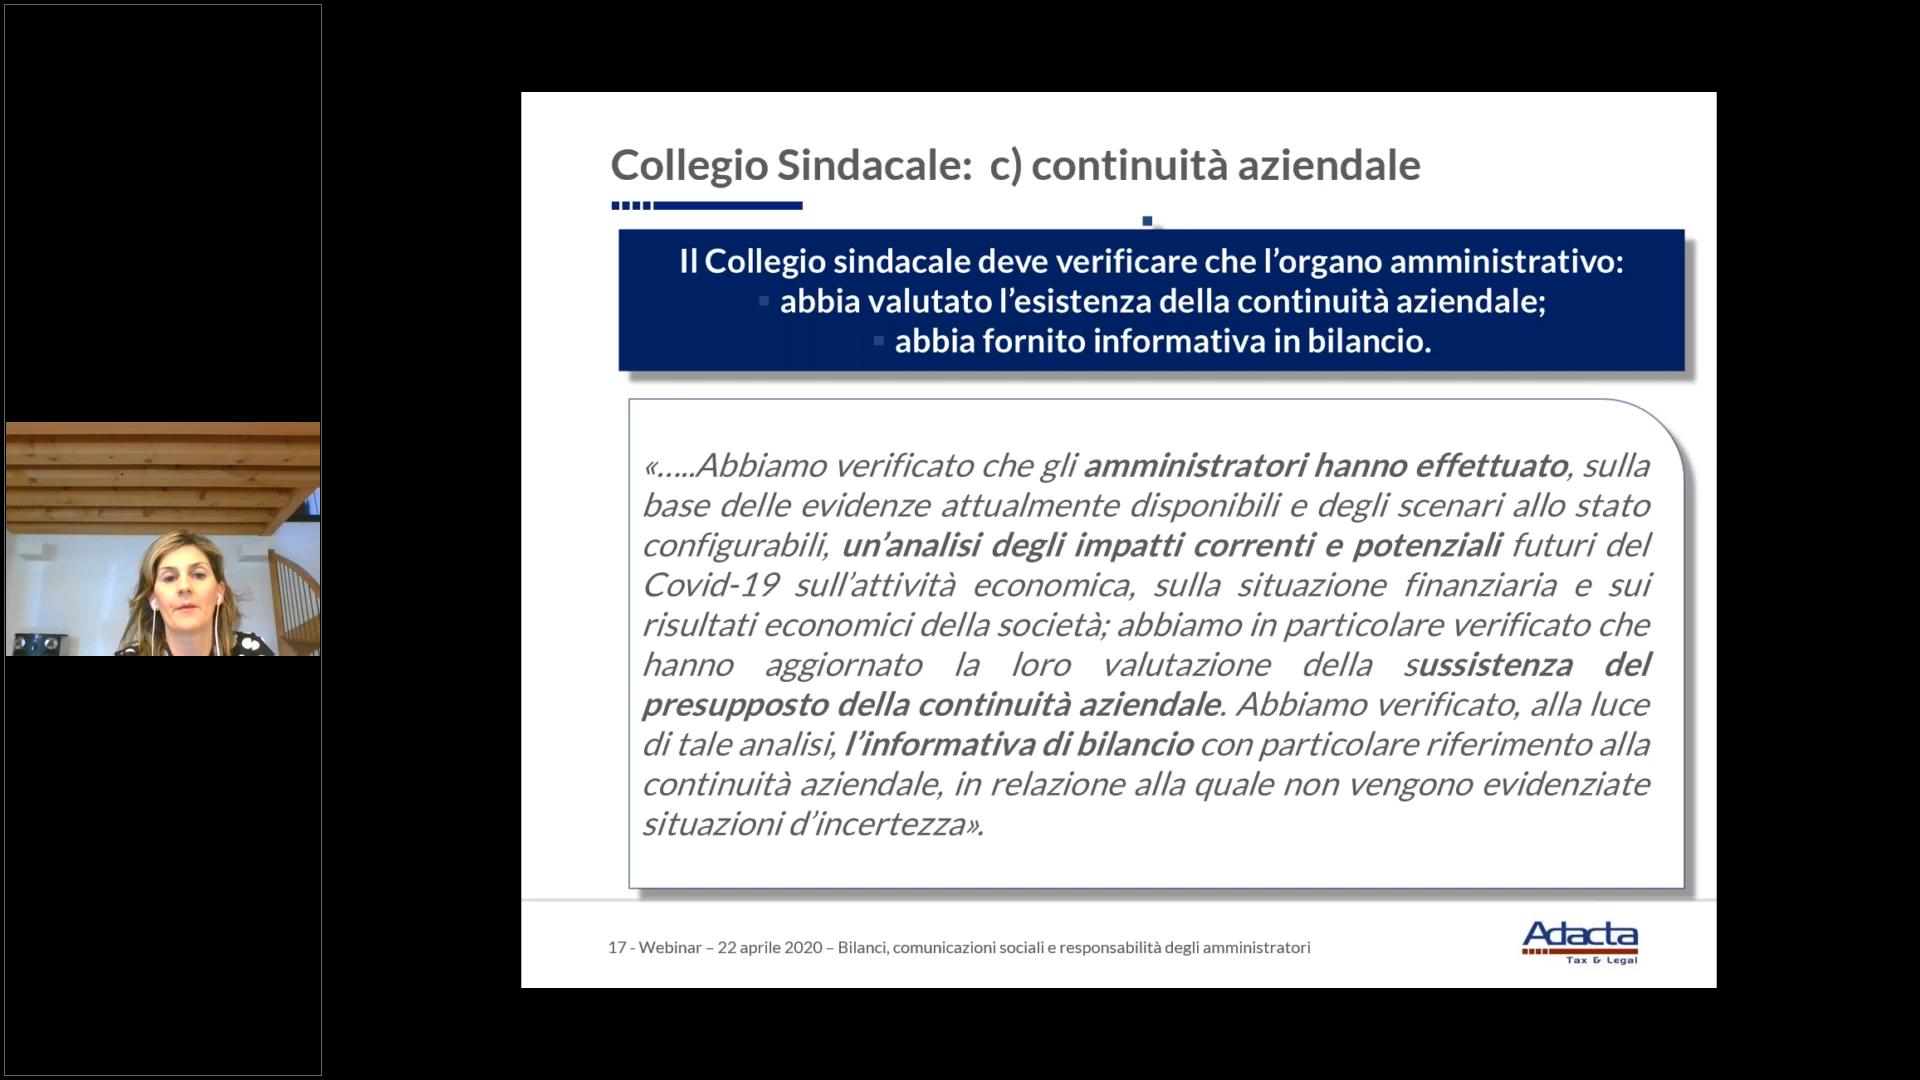 Collegio Sindacale:  c) continuità aziendale
Il Collegio sindacale deve verificare che l’organo amministrativo:
▪ abbia valutato l’esistenza della continuità aziendale;
▪ abbia fornito informativa in bilancio.
«…..Abbiamo verificato che gli amministratori hanno effettuato, sulla
base delle evidenze attualmente disponibili e degli scenari allo stato
configurabili, un’analisi degli impatti correnti e potenziali futuri del
Covid-19 sull’attività economica, sulla situazione finanziaria e sui
risultati economici della società; abbiamo in particolare verificato che
hanno aggiornato la loro valutazione della sussistenza del
presupposto della continuità aziendale. Abbiamo verificato, alla luce
di tale analisi, l’informativa di bilancio con particolare riferimento alla
continuità aziendale, in relazione alla quale non vengono evidenziate
situazioni d’incertezza».
17 - Webinar – 22 aprile 2020 – Bilanci, comunicazioni sociali e responsabilità degli amministratori
Adacta
Tax & Legal